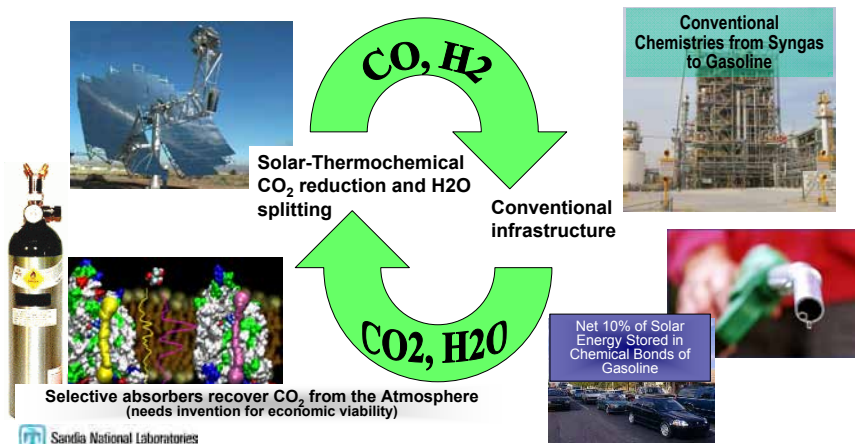 CO, H2
Conventional
Chemistries from Syngas
to Gasoline
Solar-Thermochemical
CO₂ reduction and H2O
splitting
Conventional
infrastructure
CO2, H2O
Net 10% of Solar
Energy Stored in
Chemical Bonds of
Gasoline
Selective absorbers recover CO₂ from the Atmosphere
(needs invention for economic viability)
Sandia National Laboratories